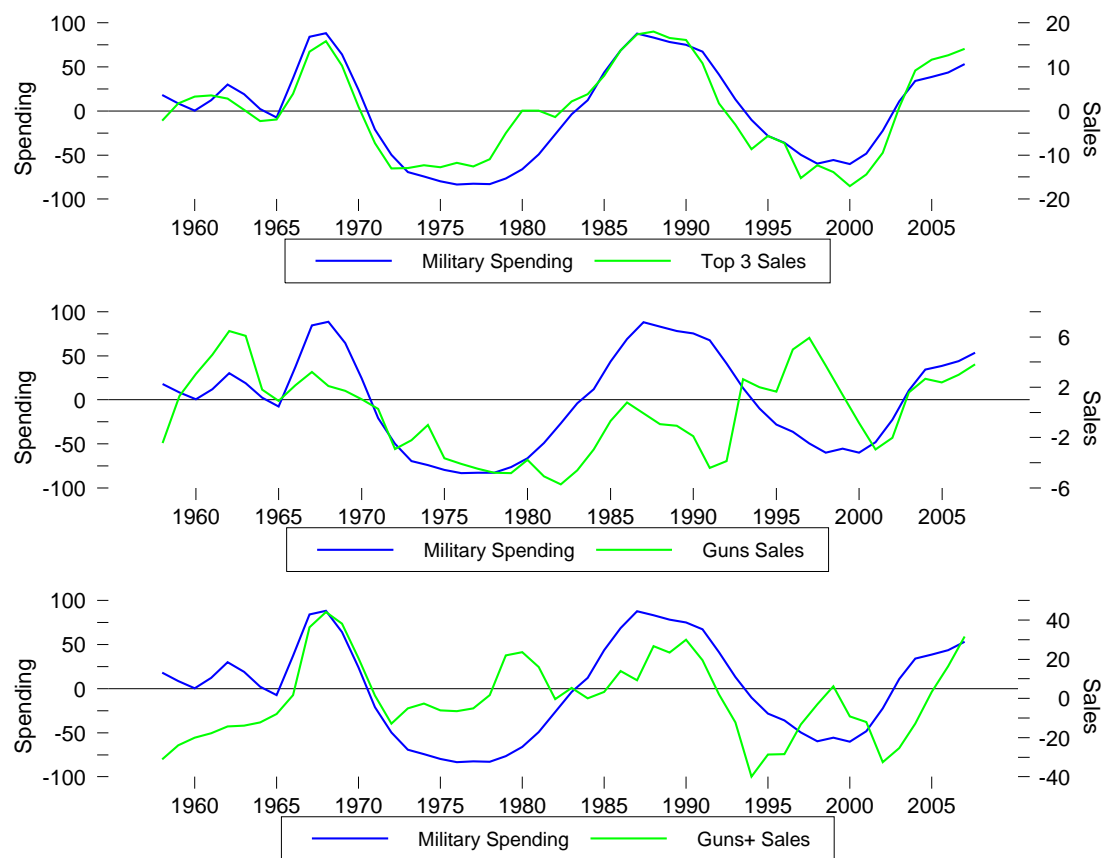 100 20
50 10
0 0
-50 -10
-100 -20
Spending Sales
1960 1965 1970 1975 1980 1985 1990 1995 2000 2005
Military Spending Top 3 Sales
100
50 6
0 2
-50 -2
-100 -6
Spending Sales
1960 1965 1970 1975 1980 1985 1990 1995 2000 2005
Military Spending Guns Sales
100
50 40
0 20
-50 0
-100 -20
-40
Spending Sales
1960 1965 1970 1975 1980 1985 1990 1995 2000 2005
Military Spending Guns+ Sales